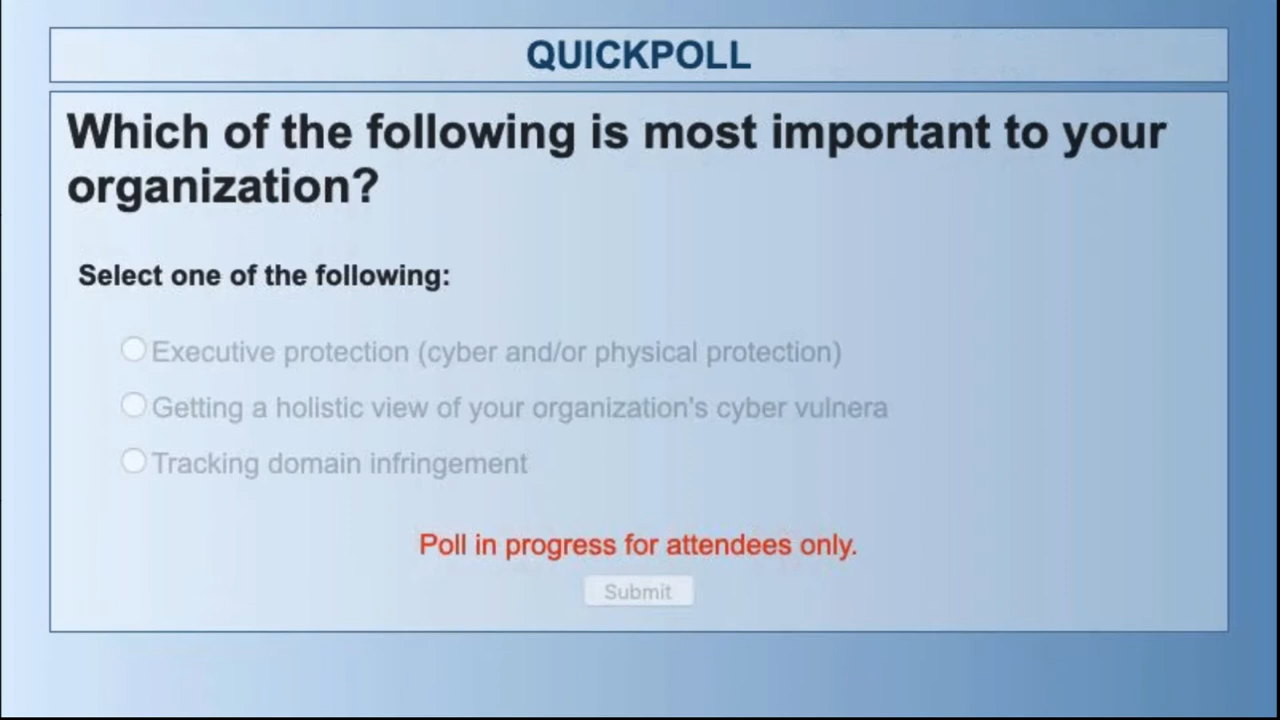 QUICKPOLL
Which of the following is most important to your
organization?
Select one of the following:
Executive protection (cyber and/or physical protection)
Getting a holistic view of your organization's cyber vulnera
Tracking domain infringement
Poll in progress for attendees only.
Submit